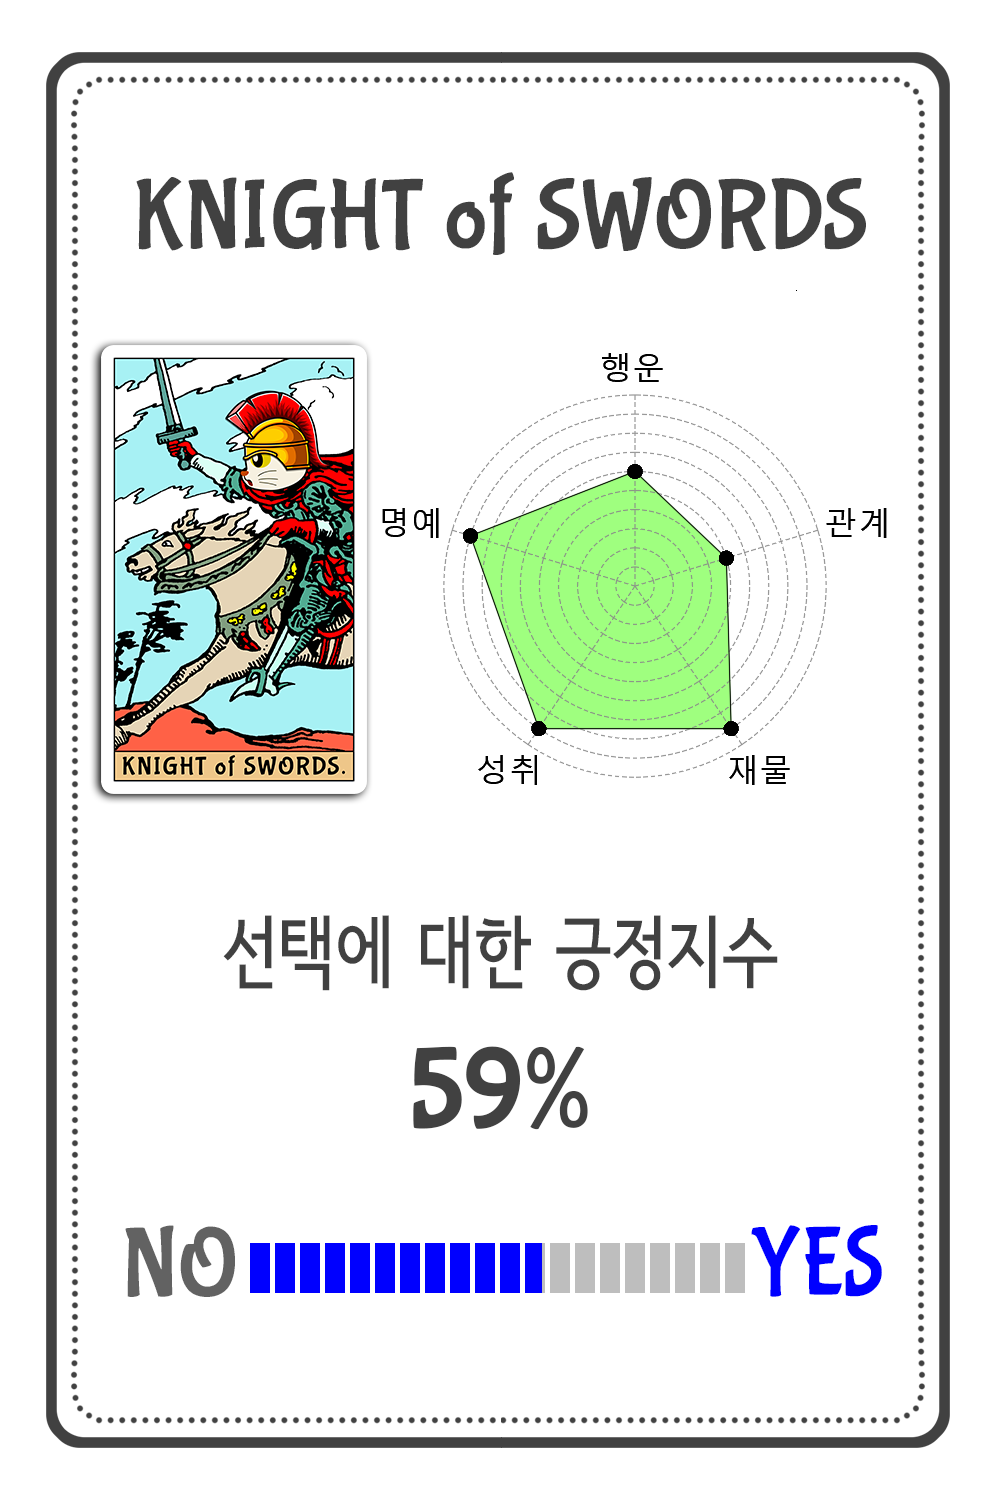 KNIGHT of SWORDS
행운
명예
관계
성취
재물
KNIGHT of SWORDS.
선택에 대한 긍정지수
59%
NO YES